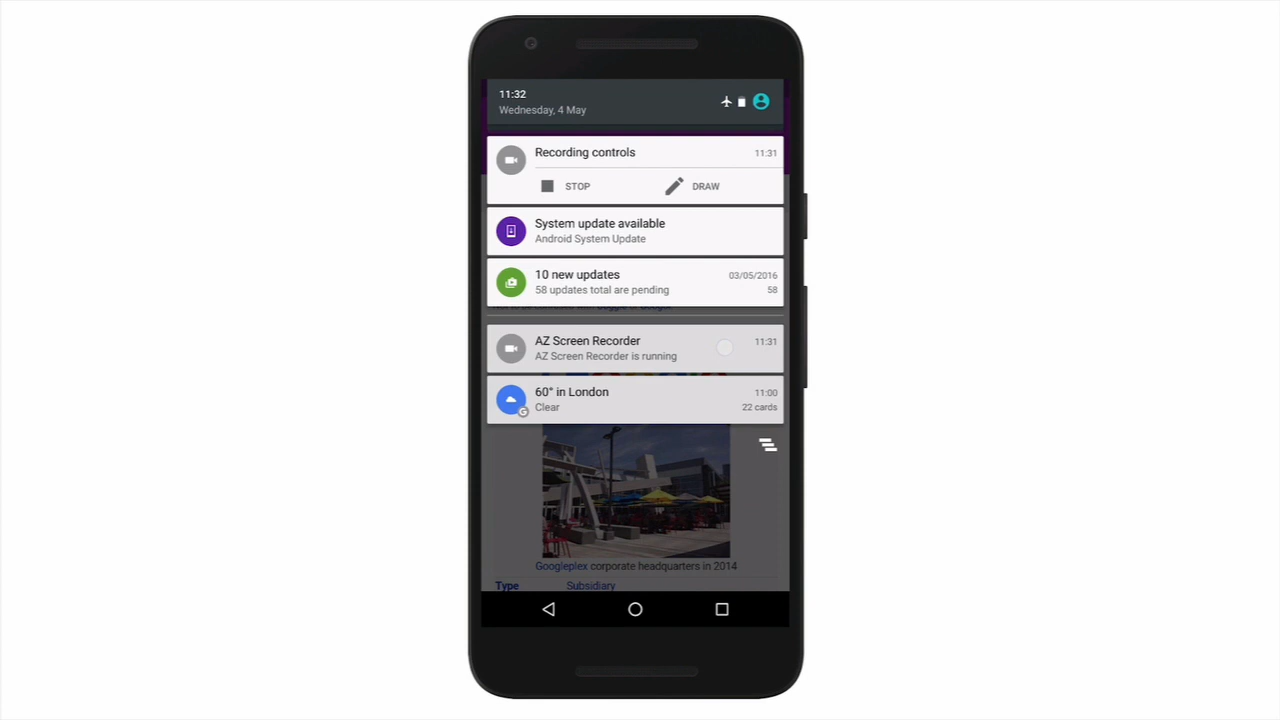 11:32
Wednesday, 4 May
Recording controls 11:31
STOP DRAW
System update available
Android System Update
10 new updates 03/05/2016
58 updates total are pending 58
AZ Screen Recorder 11:31
AZ Screen Recorder is running
60° in London 11:00
Clear 22 cards
Googleplex corporate headquarters in 2014
Type Subsidiary